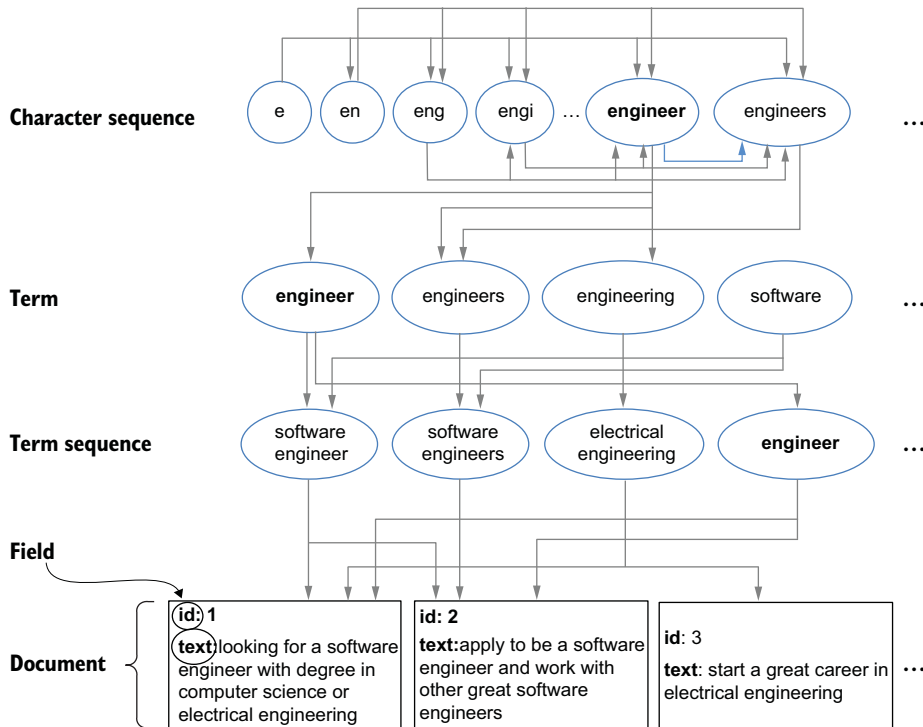 Character sequence
e
en
eng
engi
...
engineer
engineers
...
Term
engineer
engineers
engineering
software
...
Term sequence
software
engineer
software
engineers
electrical
engineering
engineer
...
Field
Document
id: 1
text:looking for a software
engineer with degree in
computer science or
electrical engineering
id: 2
text:apply to be a software
engineer and work with
other great software
engineers
id: 3
text: start a great career in
electrical engineering
...